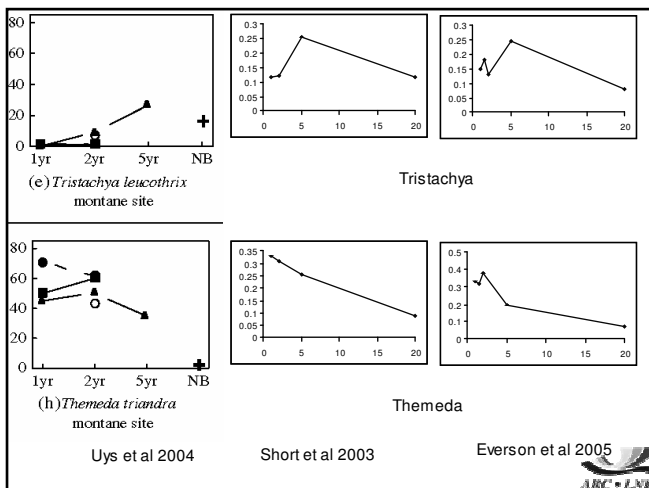 80
60
40
20
0
1yr 2yr 5yr NB
(e) Tristachya leucothrix
montane site
0.3
0.25
0.2
0.15
0.1
0.05
0
0 5 10 15 20
0.3
0.25
0.2
0.15
0.1
0.05
0
0 5 10 15 20
Tristachya
80
60
40
20
0
1yr 2yr 5yr NB
(h) Themeda triandra
montane site
0.35
0.3
0.25
0.2
0.15
0.1
0.05
0
0 5 10 15 20
0.5
0.4
0.3
0.2
0.1
0
0 5 10 15 20
Themeda
Uys et al 2004 Short et al 2003 Everson et al 2005